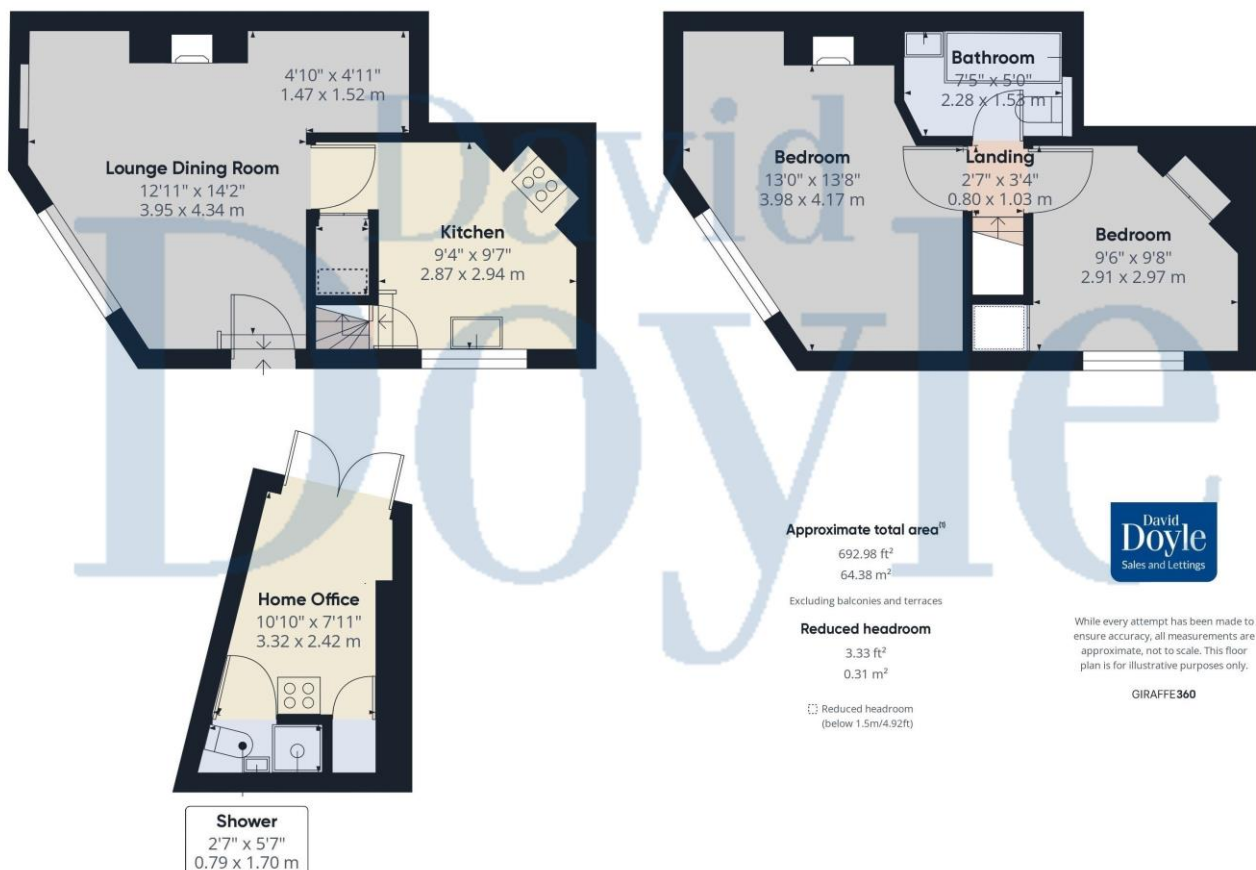 4'10" x 4'11"
1.47 x 1.52 m
Lounge Dining Room
12'11" x 14'2"
3.95 x 4.34 m
Kitchen
9'4" x 9'7"
2.87 x 2.94 m
Bathroom
7'5" x 5'0"
2.28 x 1.53 m
Bedroom
13'0" x 13'8"
3.98 x 4.17 m
Landing
2'7" x 3'4"
0.80 x 1.03 m
Bedroom
9'6" x 9'8"
2.91 x 2.97 m
David
Doyle
Home Office
10'10" x 7'11"
3.32 x 2.42 m
Shower
2'7" x 5'7"
0.79 x 1.70 m
Approximate total area(1)
692.98 ft²
64.38 m²
Excluding balconies and terraces
Reduced headroom
3.33 ft²
0.31 m²
Reduced headroom
(below 1.5m/4.92ft)
David
Doyle
Sales and Lettings
While every attempt has been made to
ensure accuracy, all measurements are
approximate, not to scale. This floor
plan is for illustrative purposes only.
GIRAFFE360